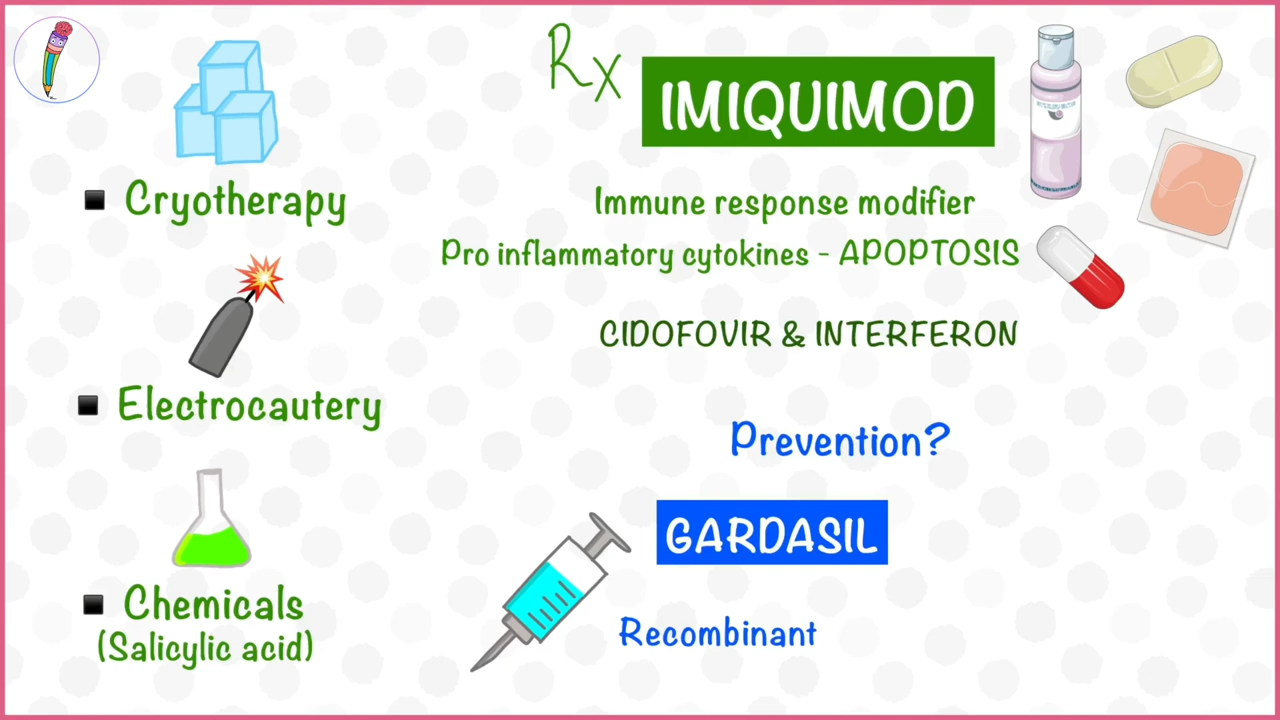 Rx
IMIQUIMOD
Cryotherapy
Immune response modifier
Pro inflammatory cytokines - APOPTOSIS
CIDOFOVIR & INTERFERON
Electrocautery
Prevention?
GARDASIL
Chemicals
(Salicylic acid)
Recombinant